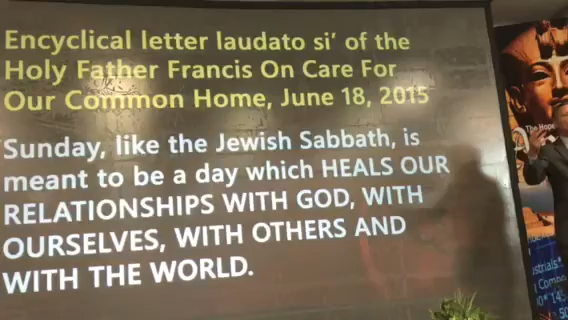 Encyclical letter laudato si' of the
Holy Father Francis On Care For
Our Common Home, June 18, 2015
Sunday, like the Jewish Sabbath, is
meant to be a day which HEALS OUR
RELATIONSHIPS WITH GOD, WITH
OURSELVES, WITH OTHERS AND
WITH THE WORLD.
The Hope